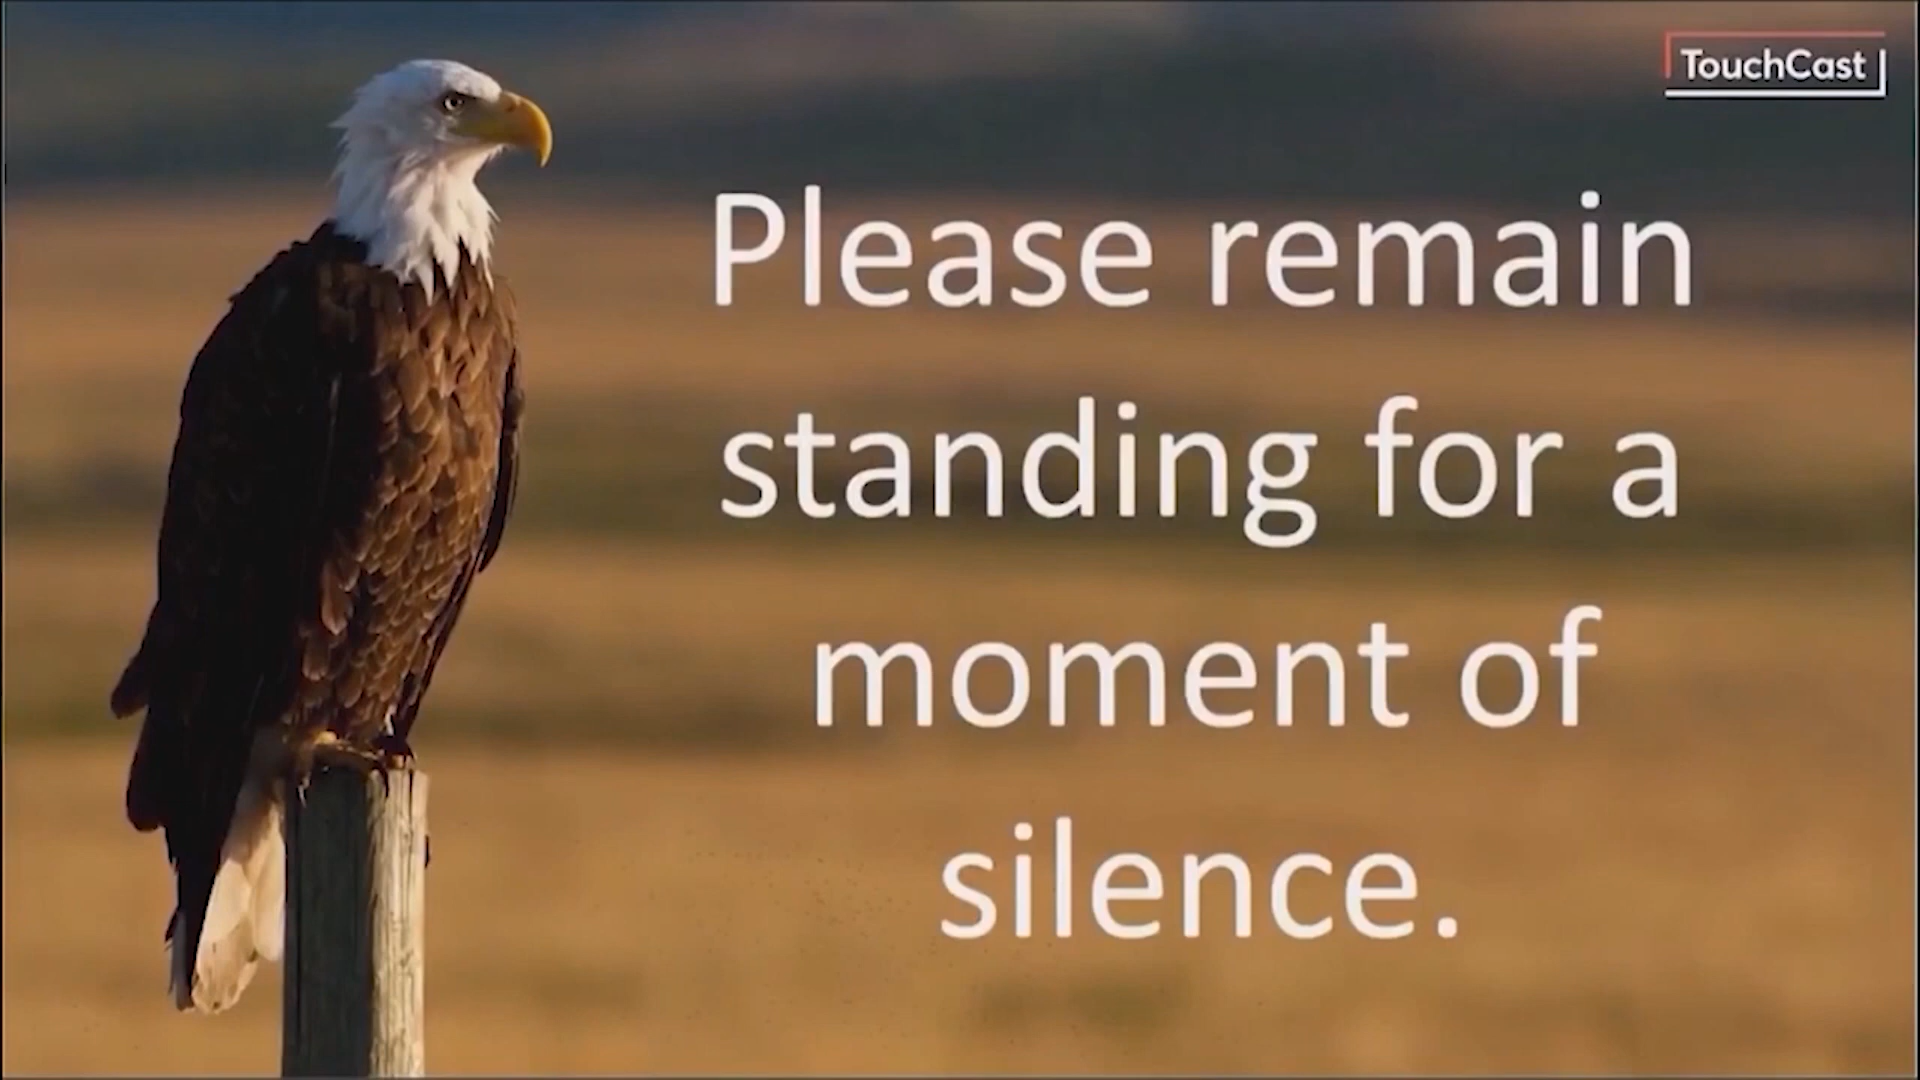 TouchCast
Please remain
standing for a
moment of
silence.